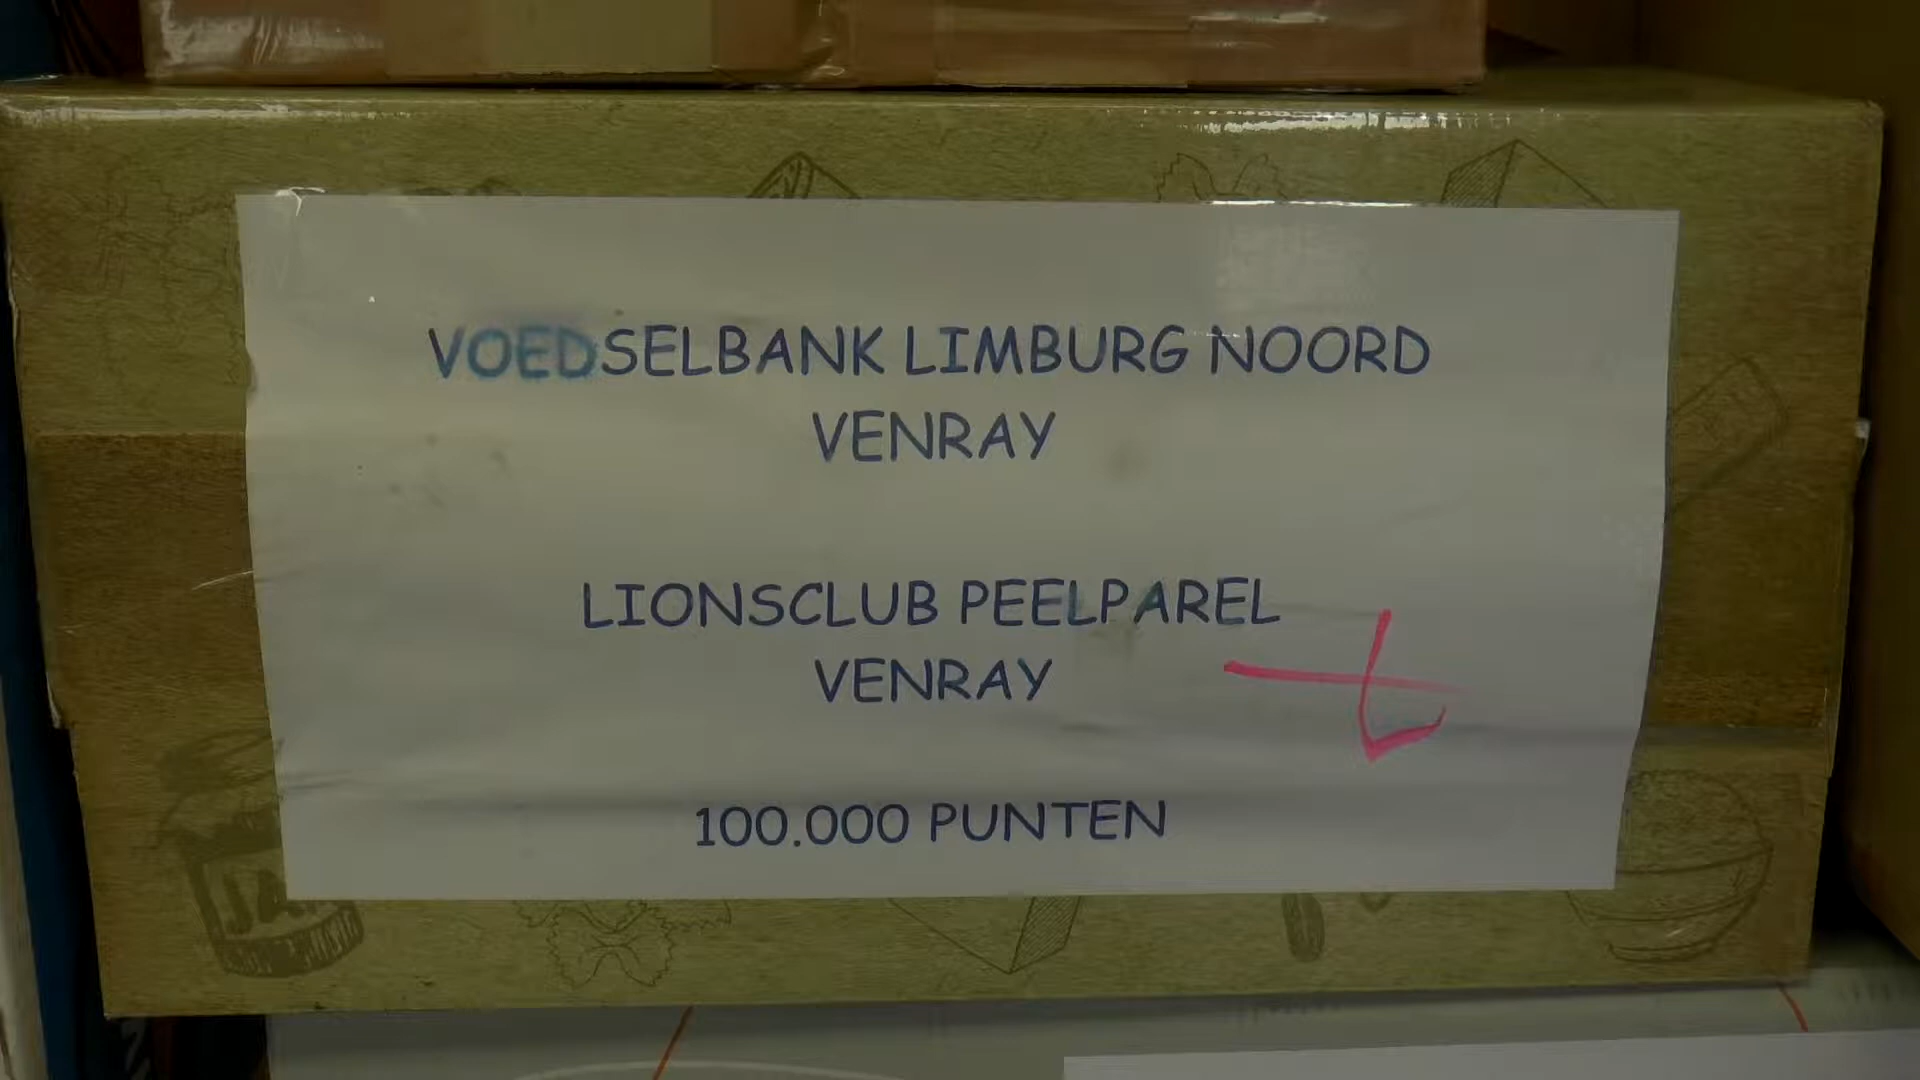 VOEDSELBANK LIMBURG NOORD
VENRAY
LIONSCLUB PEELPAREL
VENRAY
100.000 PUNTEN